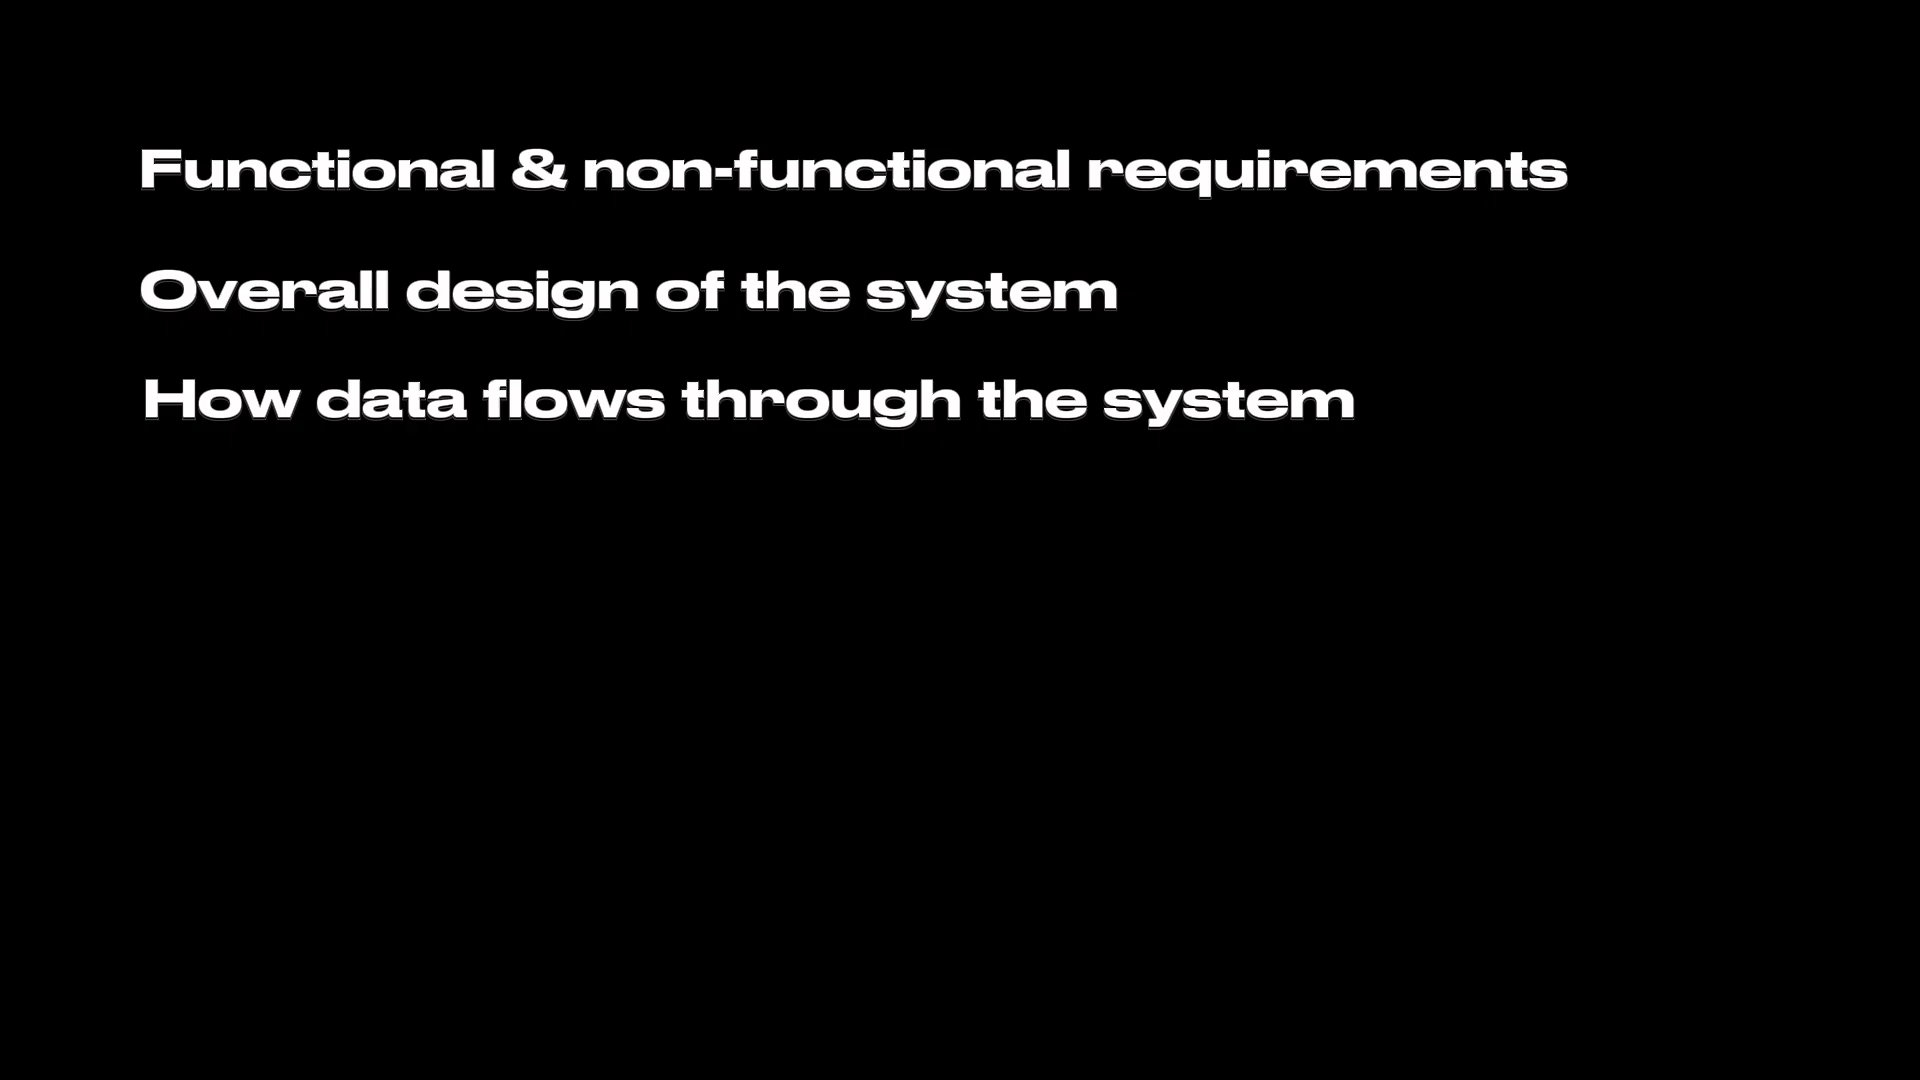 Functional & non-functional requirements
Overall design of the system
How data flows through the system